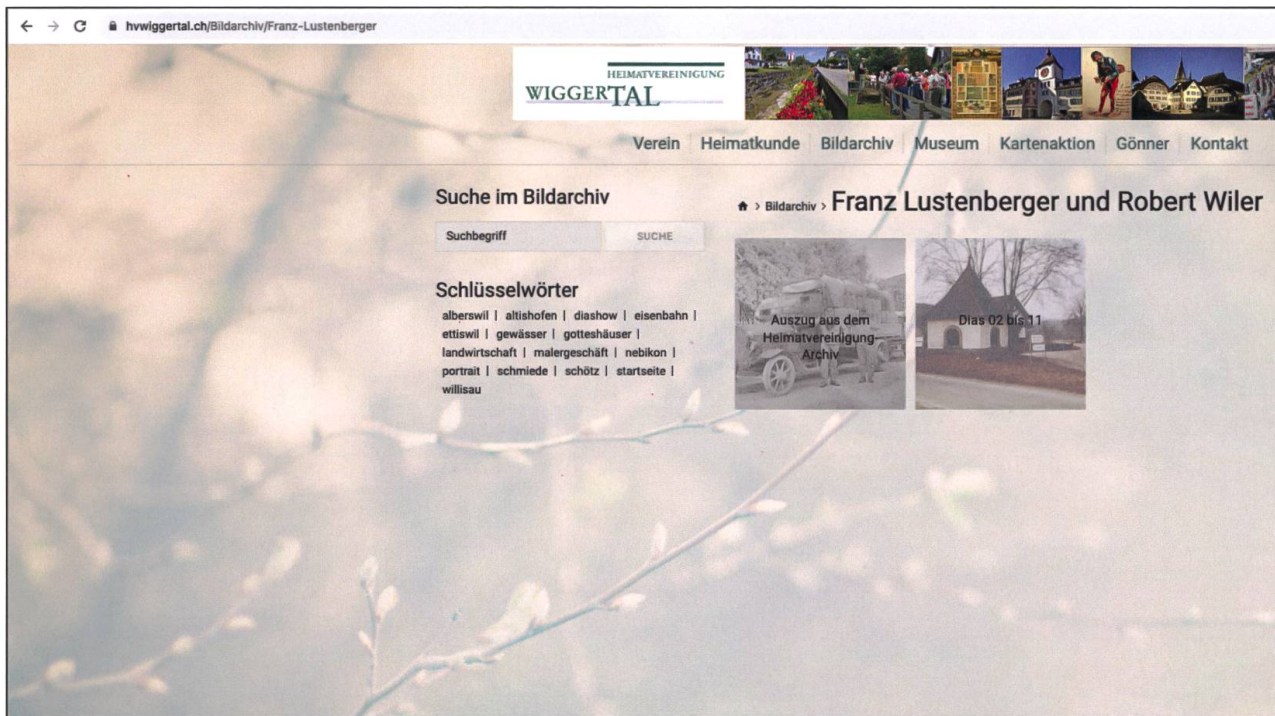 hvwiggertal.ch/Bildarchiv/Franz-Lustenberger
HEIMATVEREINIGUNG
WIGGERTAL
Verein Heimatkunde Bildarchiv Museum Kartenaktion Gönner Kontakt
Suche im Bildarchiv
Suchbegriff SUCHE
Schlüsselwörter
alberswil | altishofen | diashow | eisenbahn |
ettiswil | gewässer | gotteshäuser |
landwirtschaft | malergeschäft | nebikon |
portrait | schmiede | schötz | startseite |
willisau
> Bildarchiv > Franz Lustenberger und Robert Wiler
Auszug aus dem
Heimatvereinigung-
Archiv
Dias 02 bis 11